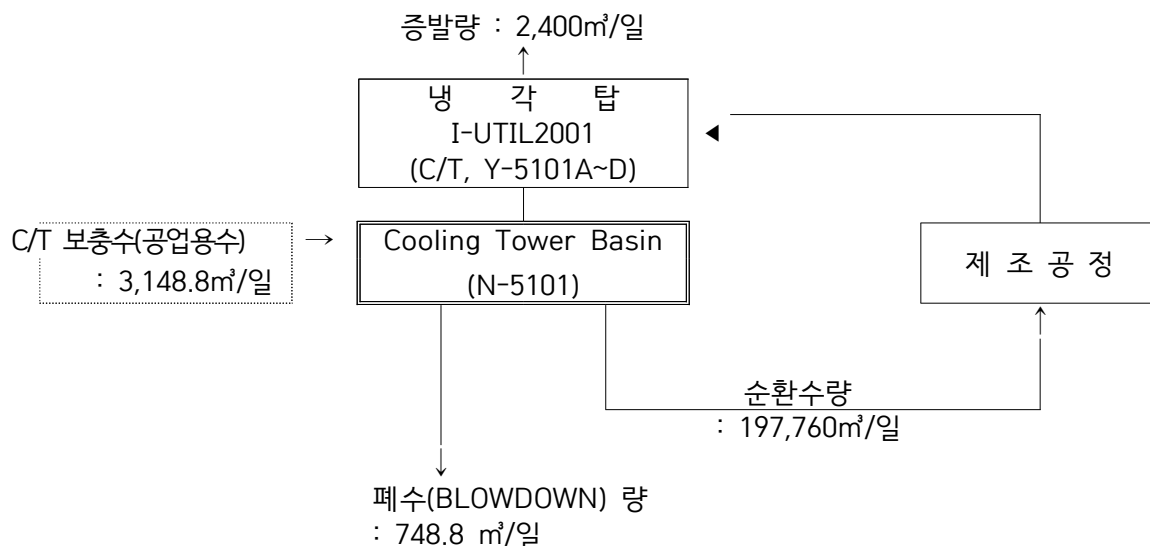 증발량 : 2,400㎥/일
냉 각 탑
I-UTIL2001
(C/T, Y-5101A~D)
C/T 보충수(공업용수)
: 3,148.8㎥/일
Cooling Tower Basin
(N-5101)
제 조 공 정
순환수량
: 197,760㎥/일
폐수(BLOWDOWN) 량
: 748.8 ㎥/일